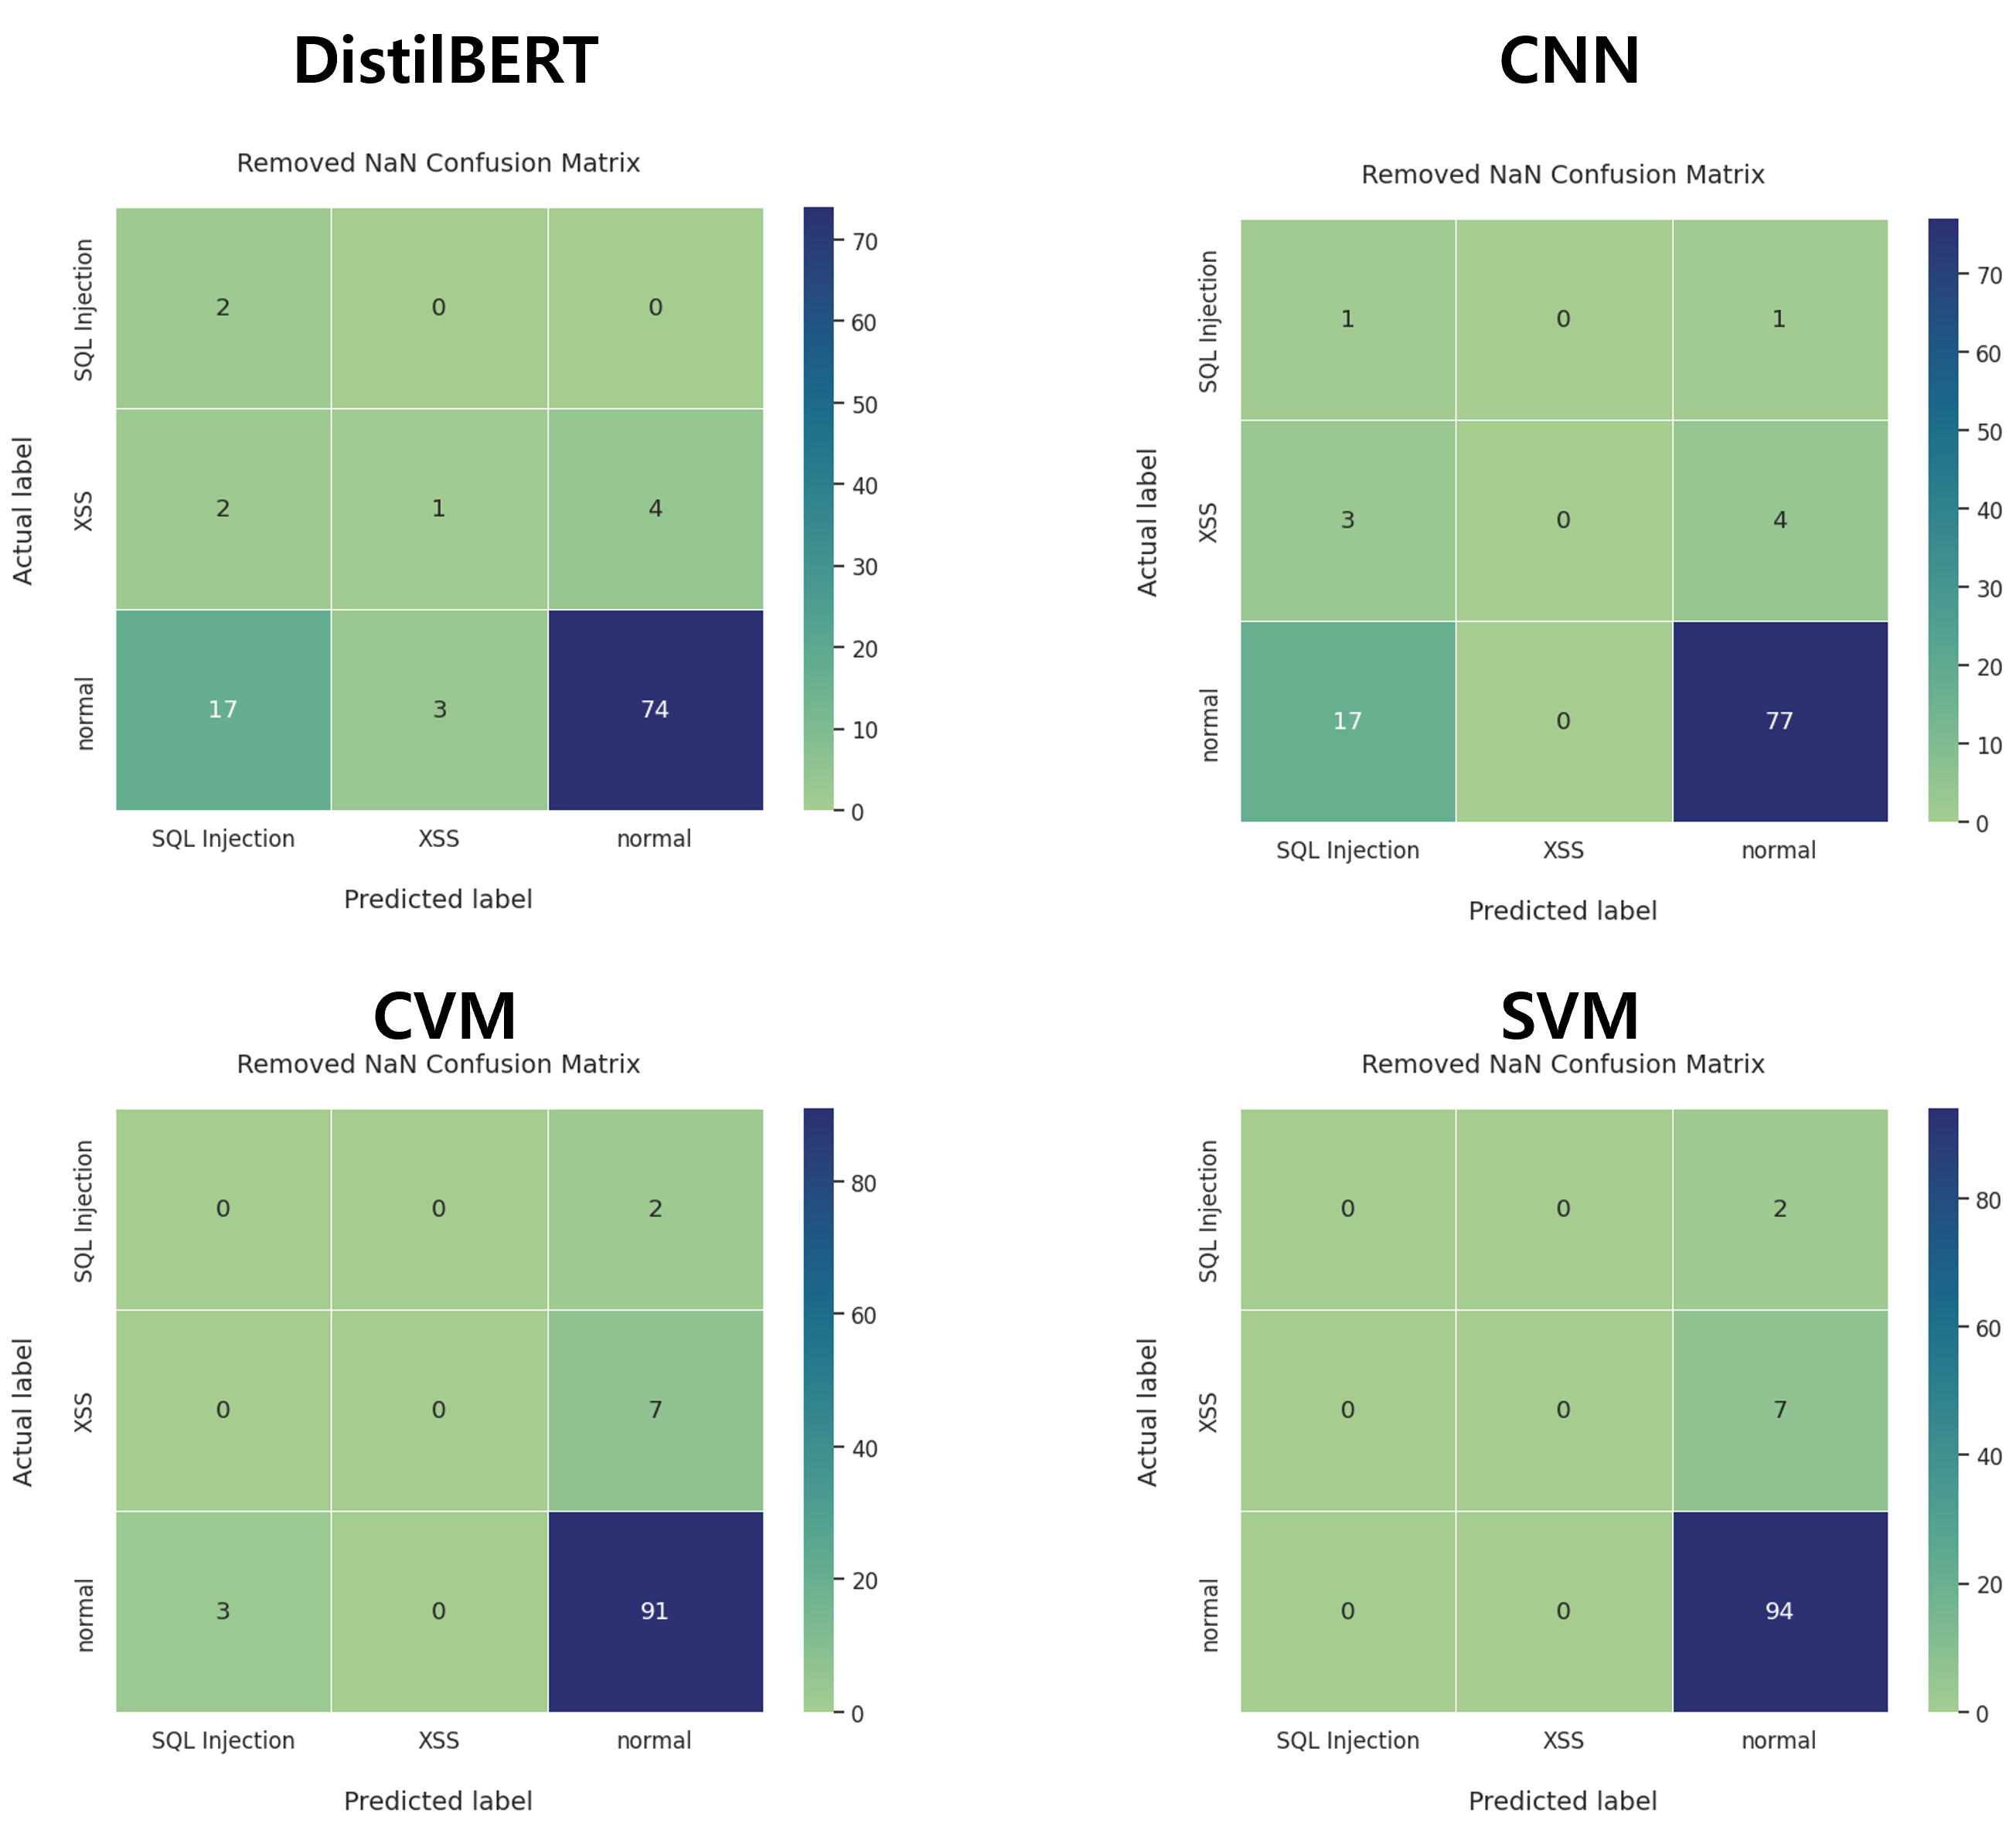 DistilBERT
Removed NaN Confusion Matrix
Actual label
SQL Injection
2 0 0
XSS
2 1 4
normal
17 3 74
SQL Injection XSS normal
Predicted label
70
60
50
40
30
20
10
0
CNN
Removed NaN Confusion Matrix
Actual label
SQL Injection
1 0 1
XSS
3 0 4
normal
17 0 77
SQL Injection XSS normal
Predicted label
70
60
50
40
30
20
10
0
CVM
Removed NaN Confusion Matrix
Actual label
SQL Injection
0 0 2
XSS
0 0 7
normal
3 0 91
SQL Injection XSS normal
Predicted label
80
60
40
20
0
SVM
Removed NaN Confusion Matrix
Actual label
SQL Injection
0 0 2
XSS
0 0 7
normal
0 0 94
SQL Injection XSS normal
Predicted label
80
60
40
20
0